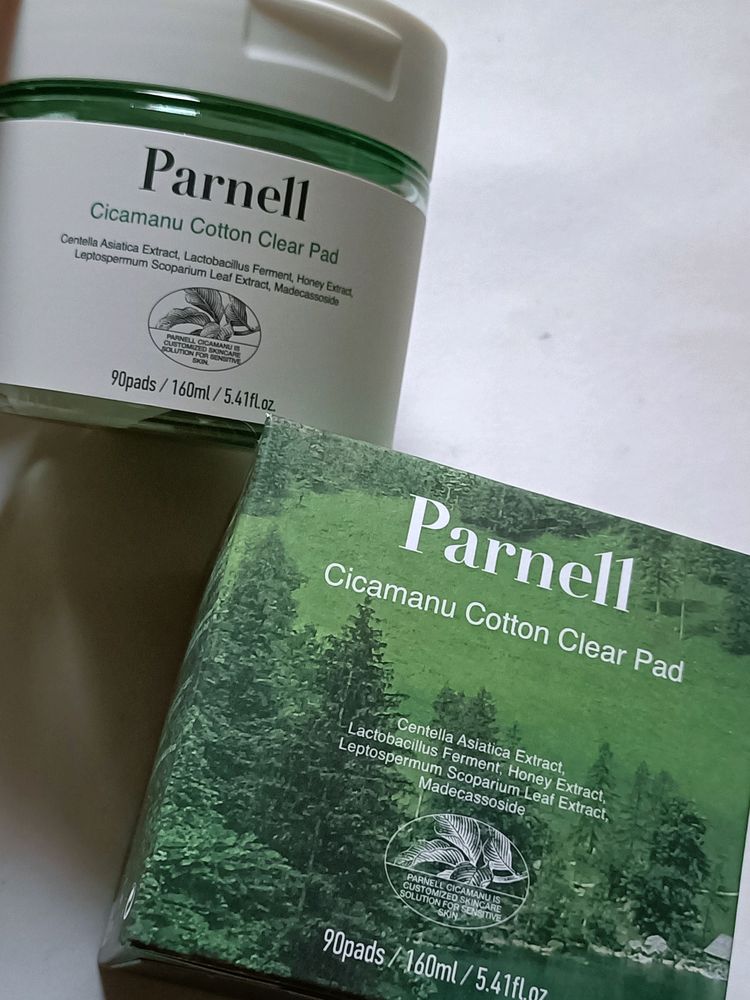 Parnell
Cicamanu Cotton Clear Pad
Centella Asiatica Extract, Lactobacillus Ferment, Honey Extract,
Leptospermum Scoparium Leaf Extract, Madecassoside
PARNELL CICAMANU IS
CUSTOMIZED SKINCARE
SOLUTION FOR SENSITIVE
SKIN.
90pads / 160ml / 5.41fl.oz.
Parnell
Cicamanu Cotton Clear Pad
Centella Asiatica Extract,
Lactobacillus Ferment, Honey Extract,
Leptospermum Scoparium Leaf Extract,
Madecassoside
PARNELL CICAMANU IS
CUSTOMIZED SKINCARE
SOLUTION FOR SENSITIVE
SKIN.
90pads / 160ml / 5.41fl.oz